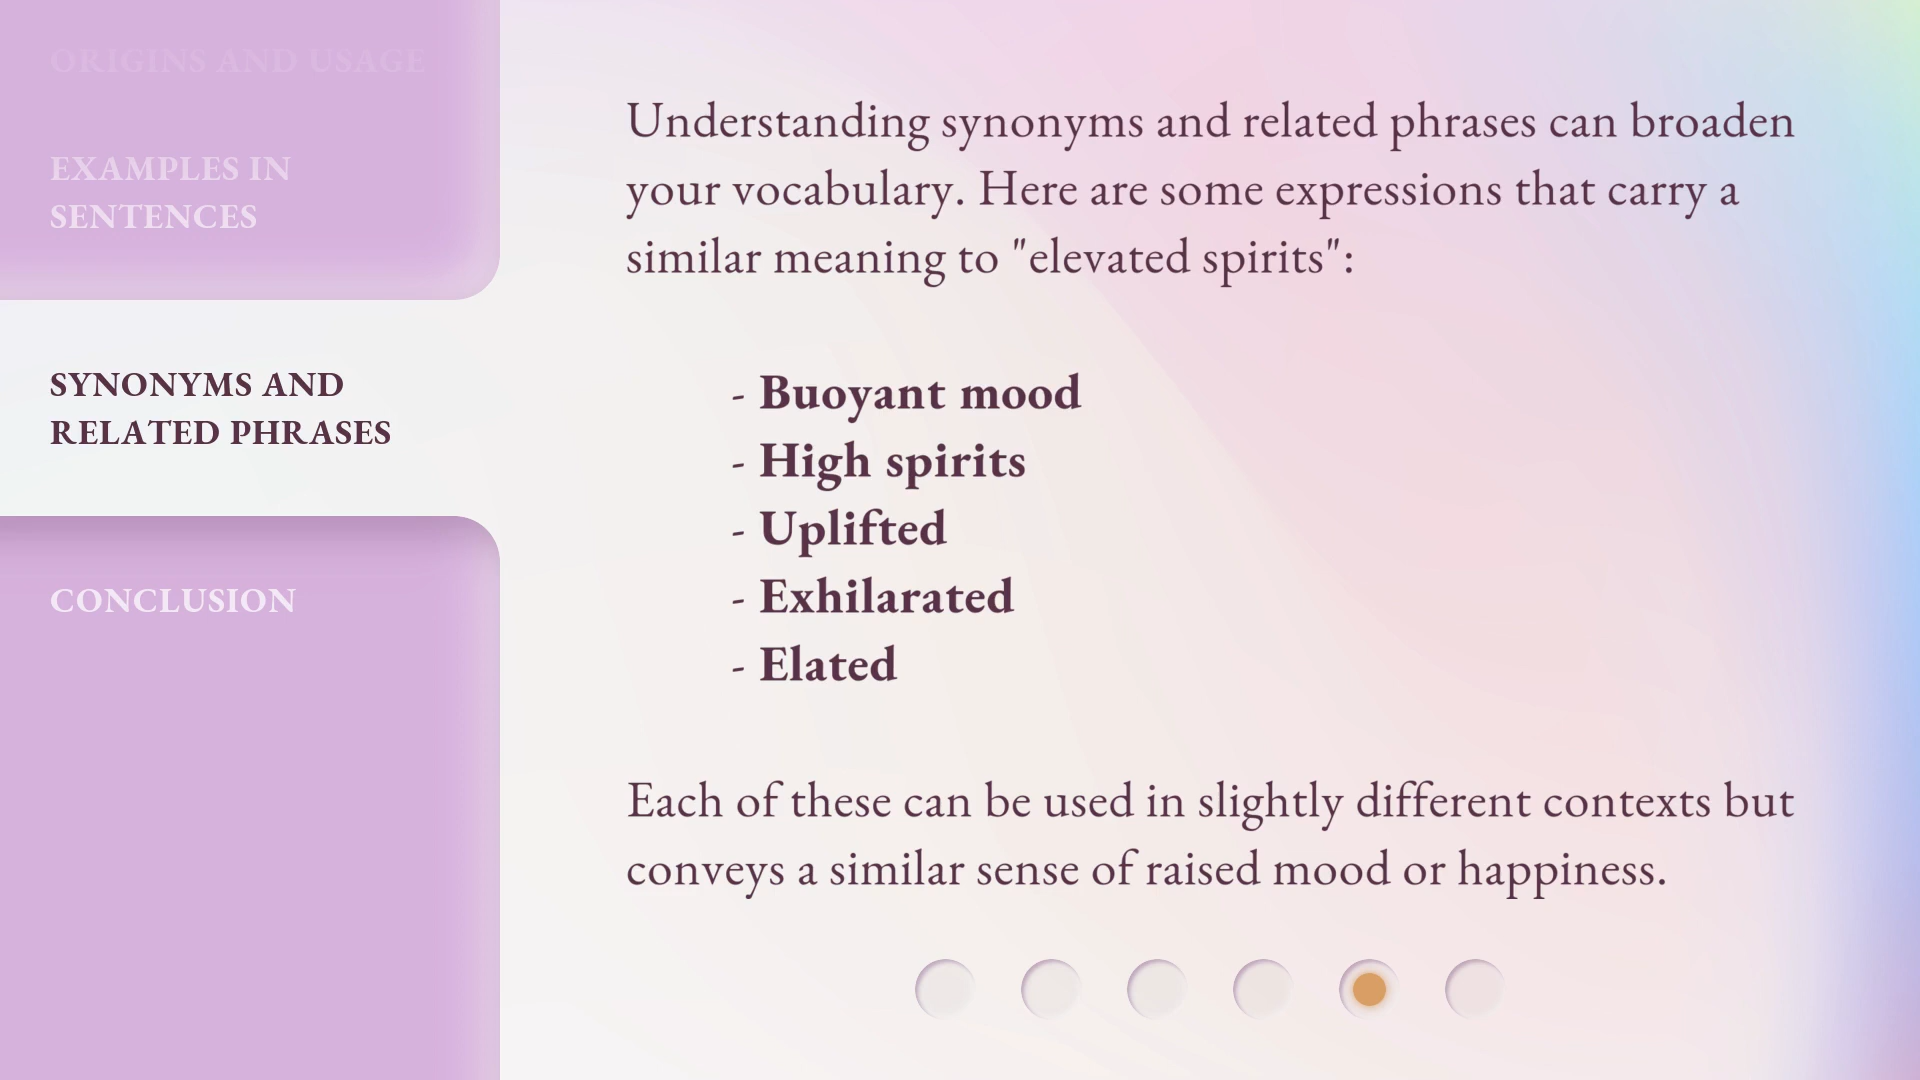 ORIGINS AND USAGE
EXAMPLES IN
SENTENCES
SYNONYMS AND
RELATED PHRASES
CONCLUSION
Understanding synonyms and related phrases can broaden
your vocabulary. Here are some expressions that carry a
similar meaning to "elevated spirits":
- Buoyant mood
- High spirits
- Uplifted
- Exhilarated
- Elated
Each of these can be used in slightly different contexts but
conveys a similar sense of raised mood or happiness.